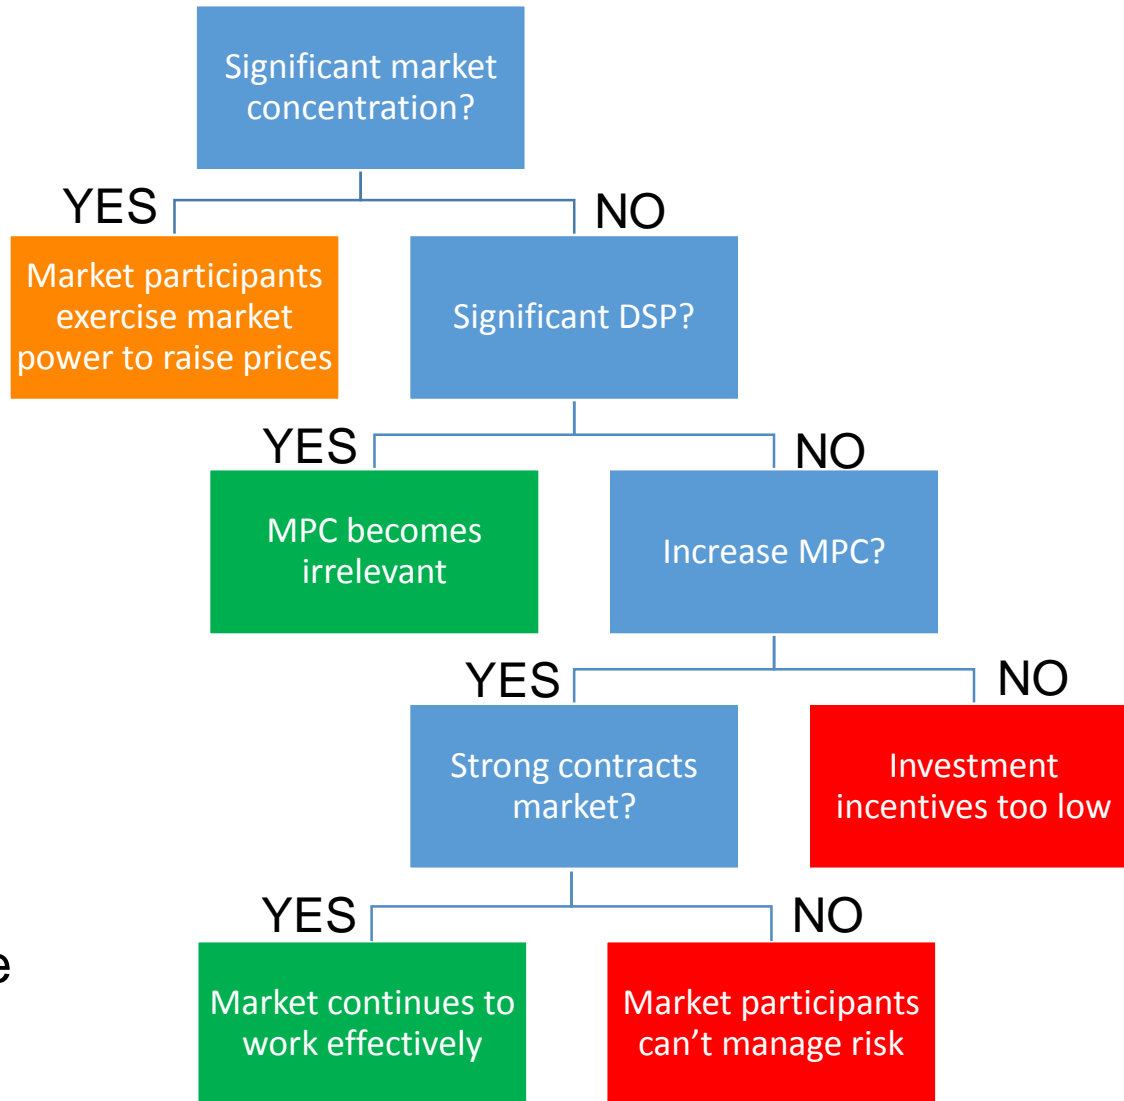 Significant market
concentration?
YES
NO
Market participants
exercise market
power to raise prices
Significant DSP?
YES
NO
MPC becomes
irrelevant
Increase MPC?
YES
NO
Strong contracts
market?
Investment
incentives too low
YES
NO
e
Market continues to
work effectively
Market participants
can’t manage risk